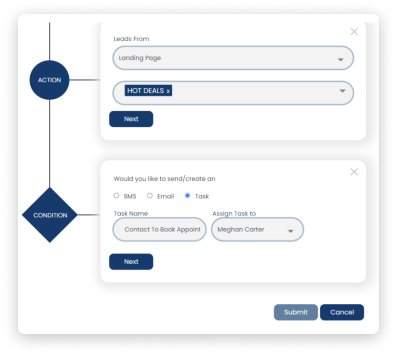 Leads From
Landing Page
ACTION
HOT DEALS x
Next
Would you like to send/create an
SMS Email Task
CONDITION
Task Name Assign Task to
Contact To Book Appoin
Meghan Carter
Next
Submit Cancel